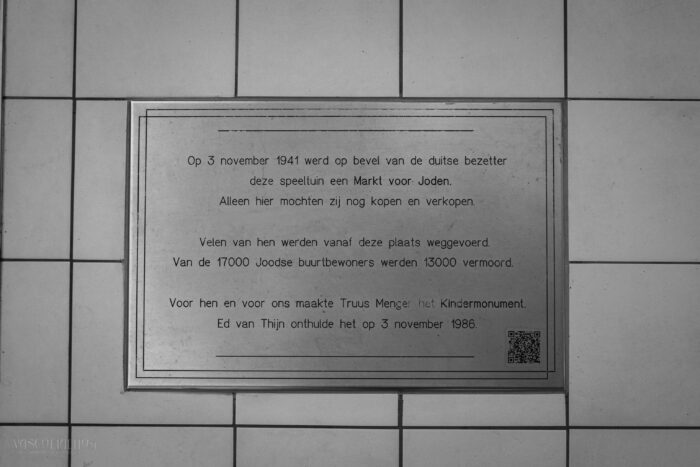 Op 3 november 1941 werd op bevel van de duitse bezetter
deze speeltuin een Markt voor Joden.
Alleen hier mochten zij nog kopen en verkopen.
Velen van hen werden vanaf deze plaats weggevoerd.
Van de 17000 Joodse buurtbewoners werden 13000 vermoord.
Voor hen en voor ons maakte Truus Menger het Kindermonument.
Ed van Thijn onthulde het op 3 november 1986.